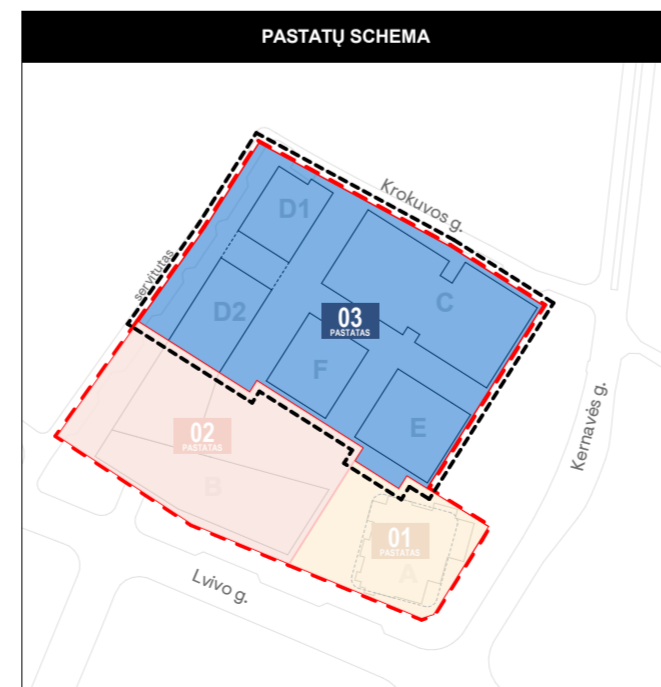 PASTATŲ SCHEMA
Krokuvos g.
D1
servitutas
C
D2
03
PASTATAS
F
E
Kernavės g.
02
PASTATAS
B
01
PASTATAS
A
Lvivo g.